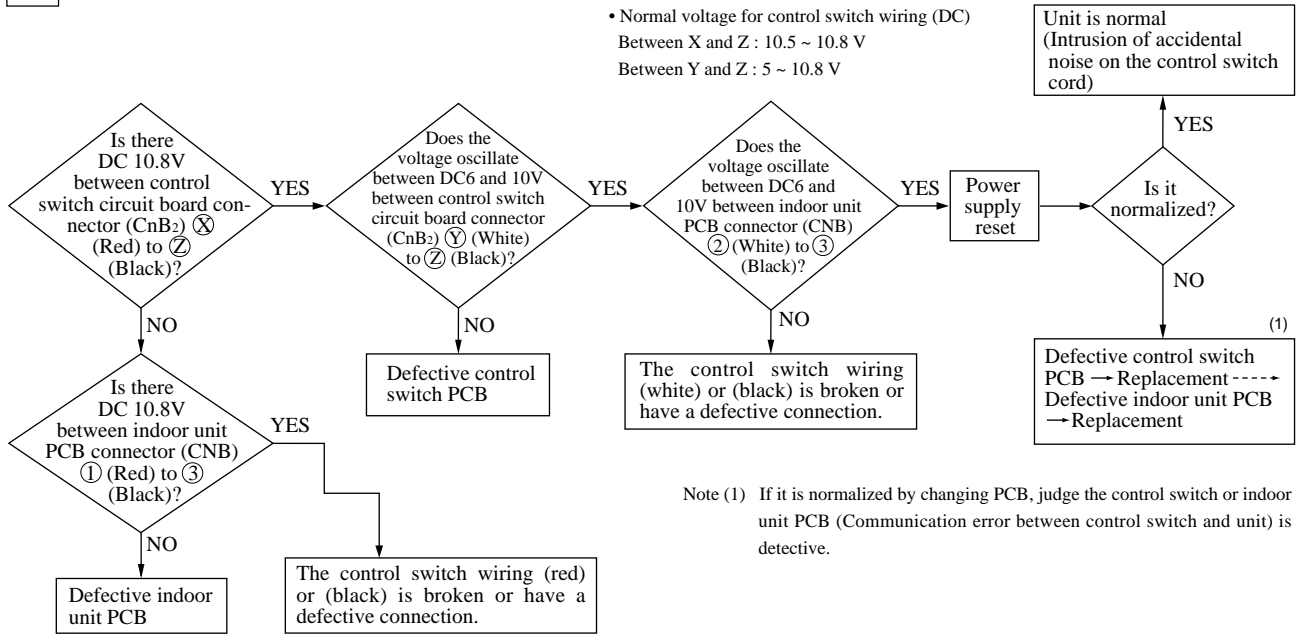 • Normal voltage for control switch wiring (DC)
Between X and Z : 10.5 ~ 10.8 V
Between Y and Z : 5 ~ 10.8 V
Unit is normal
(Intrusion of accidental
noise on the control switch
cord)
Is there
DC 10.8V
between control
switch circuit board con-
nector (CnB₂) Ⓧ
(Red) to Ⓩ
(Black)?
YES
Does the
voltage oscillate
between DC6 and 10V
between control switch
circuit board connector
(CnB₂) Ⓨ (White)
to Ⓩ (Black)?
YES
Does the
voltage oscillate
between DC6 and
10V between indoor unit
PCB connector (CNB)
② (White) to ③
(Black)?
YES
Power
supply
reset
Is it
normalized?
YES
NO
NO
NO
NO
Is there
DC 10.8V
between indoor unit
PCB connector (CNB)
① (Red) to ③
(Black)?
YES
Defective control
switch PCB
The control switch wiring
(white) or (black) is broken or
have a defective connection.
(1)
Defective control switch
PCB → Replacement ----→
Defective indoor unit PCB
→ Replacement
Note (1) If it is normalized by changing PCB, judge the control switch or indoor
unit PCB (Communication error between control switch and unit) is
detective.
NO
Defective indoor
unit PCB
The control switch wiring (red)
or (black) is broken or have a
defective connection.